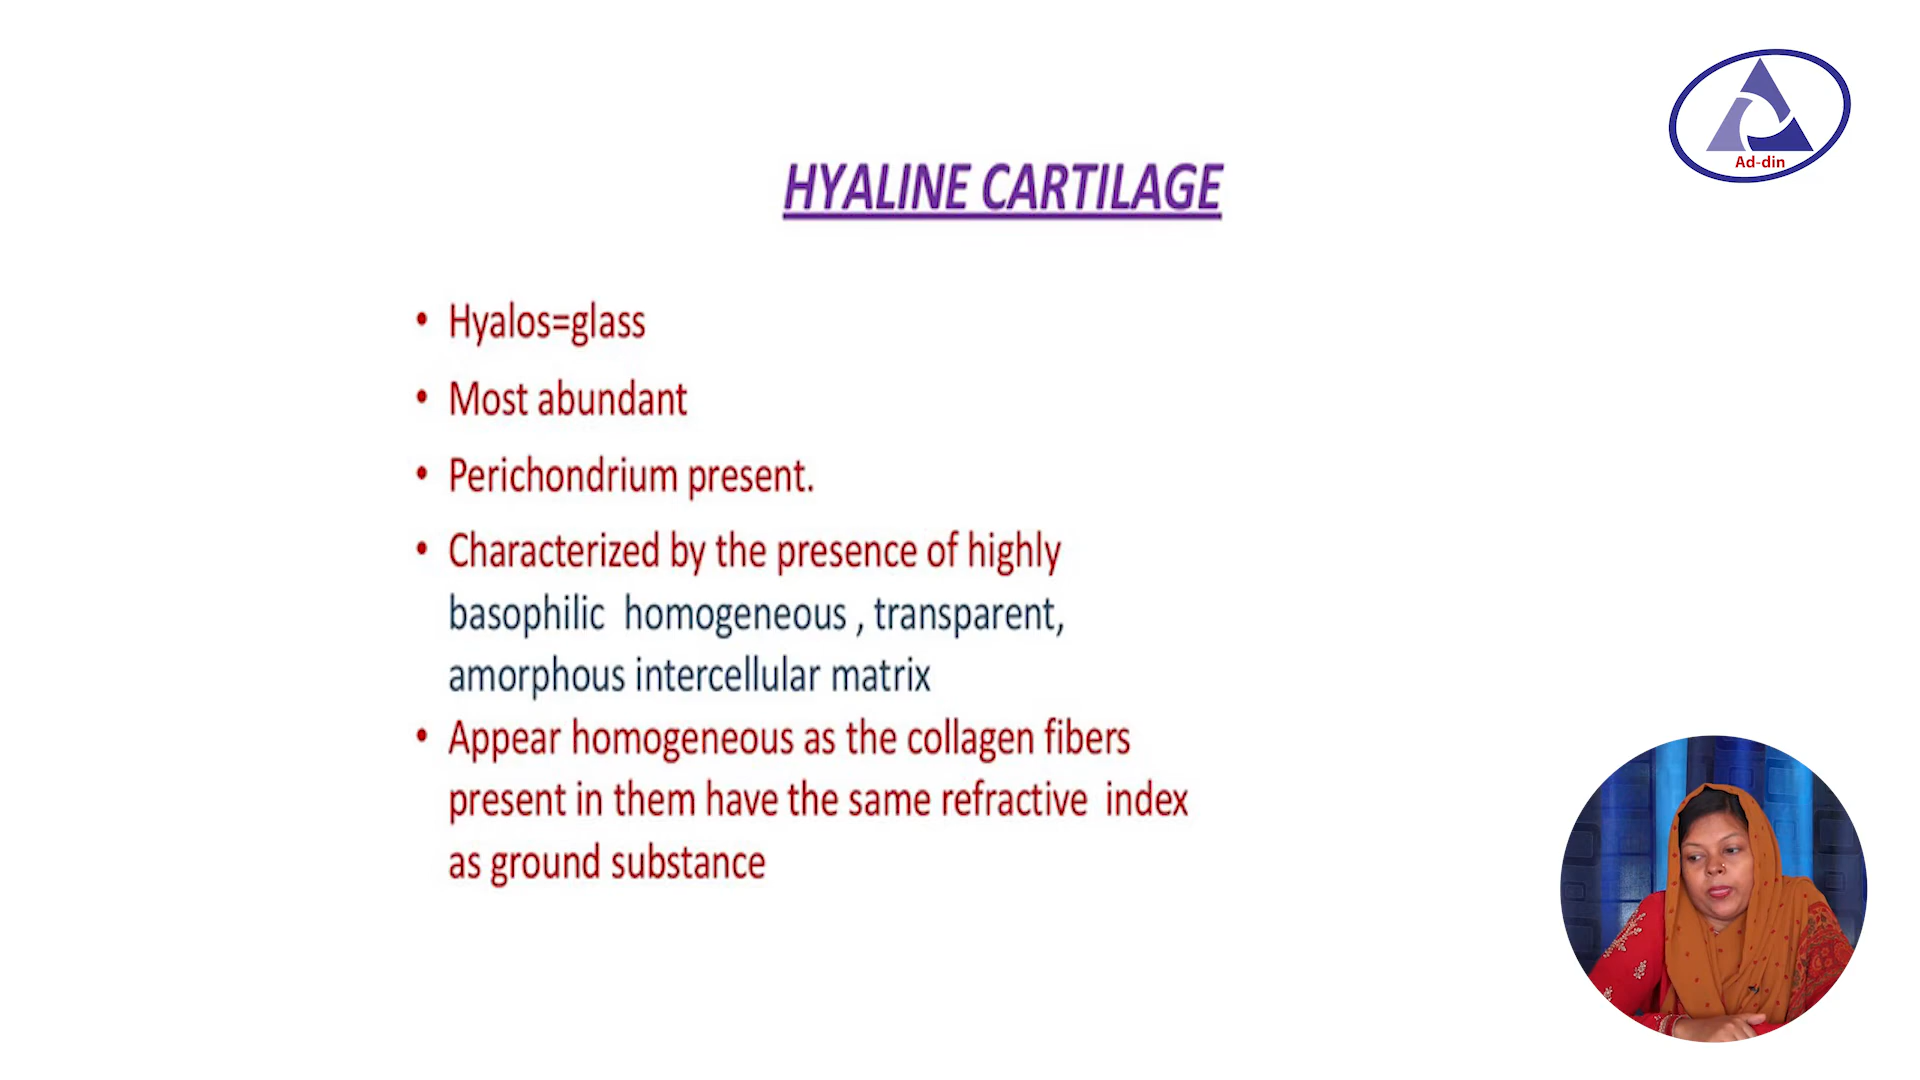 Ad-din
HYALINE CARTILAGE
• Hyalos=glass
• Most abundant
• Perichondrium present.
• Characterized by the presence of highly
basophilic homogeneous , transparent,
amorphous intercellular matrix
• Appear homogeneous as the collagen fibers
present in them have the same refractive index
as ground substance